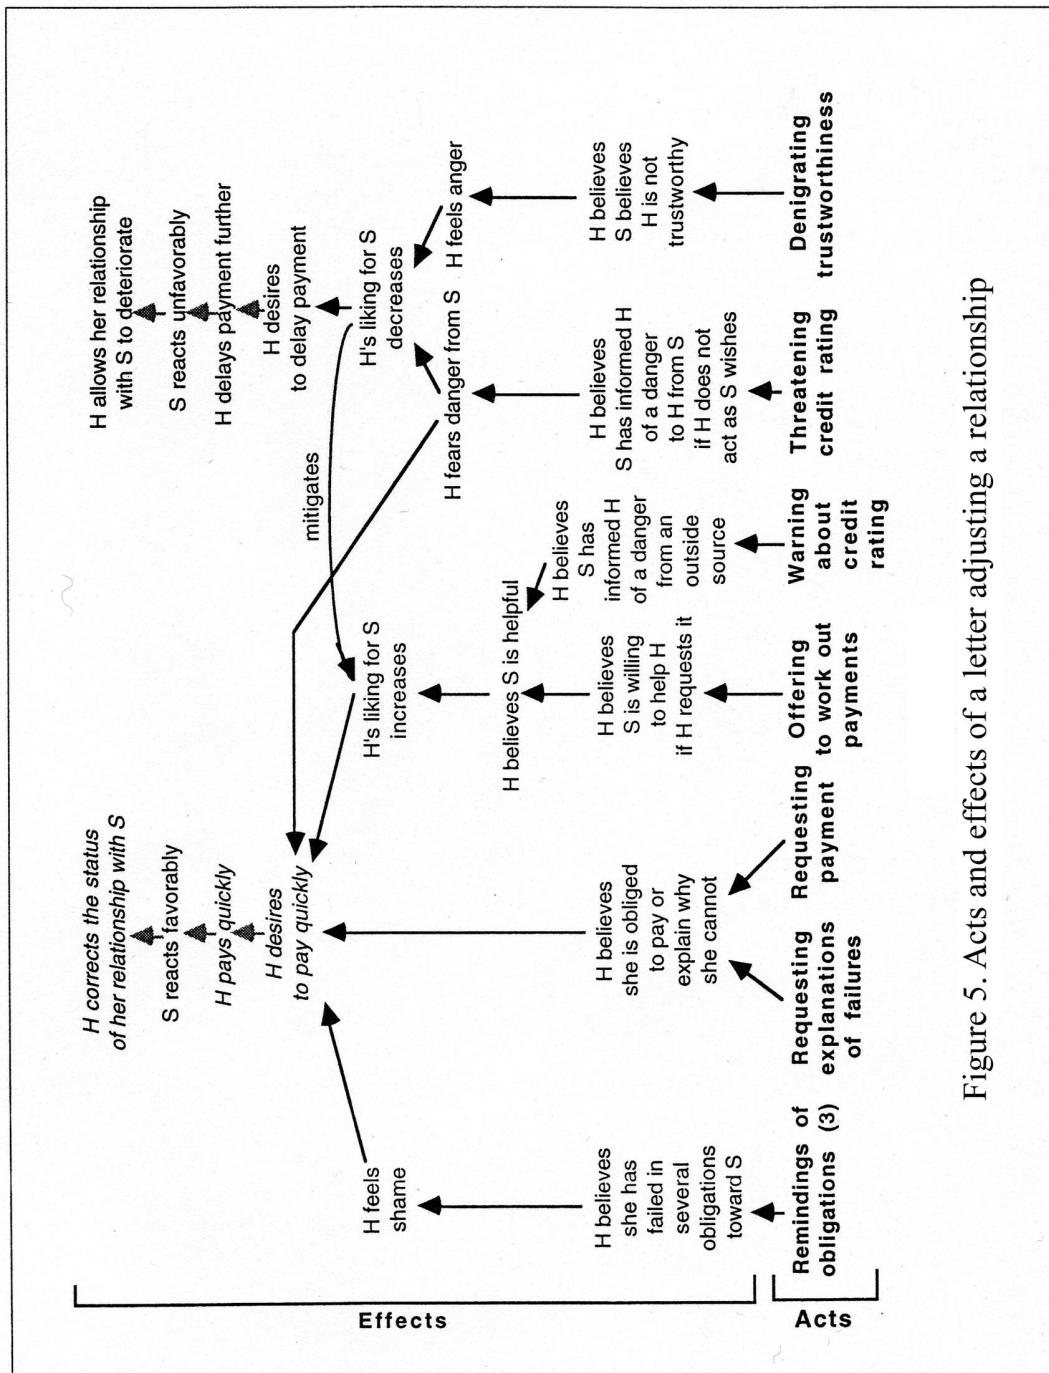 H corrects the status
of her relationship with S
S reacts favorably
H pays quickly
H desires
to pay quickly
H allows her relationship
with S to deteriorate
S reacts unfavorably
H delays payment further
H desires
to delay payment
mitigates
H feels
shame
H's liking for S
increases
H's liking for S
decreases
H fears danger from S
H feels anger
H believes S is helpful
H believes
she has
failed in
several
obligations
toward S
H believes
she is obliged
to pay or
explain why
she cannot
H believes
S is willing
to help H
if H requests it
H believes
S has
informed H
of a danger
from an
outside
source
H believes
S has informed H
of a danger
to H from S
if H does not
act as S wishes
H believes
S believes
H is not
trustworthy
Effects
Remindings of
obligations (3)
Requesting
explanations
of failures
Requesting
payment
Offering
to work out
payments
Warning
about
credit
rating
Threatening
credit rating
Denigrating
trustworthiness
Acts
Figure 5. Acts and effects of a letter adjusting a relationship